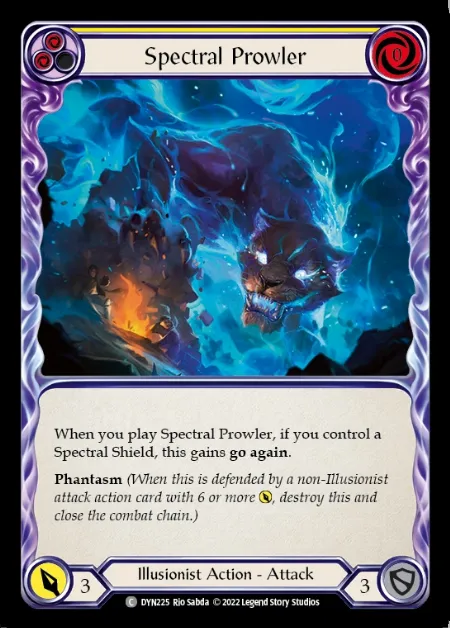 Spectral Prowler
0
When you play Spectral Prowler, if you control a
Spectral Shield, this gains go again.
Phantasm (When this is defended by a non-Illusionist
attack action card with 6 or more , destroy this and
close the combat chain.)
3
Illusionist Action - Attack
3
C DYN225 Rio Sabda © 2022 Legend Story Studios